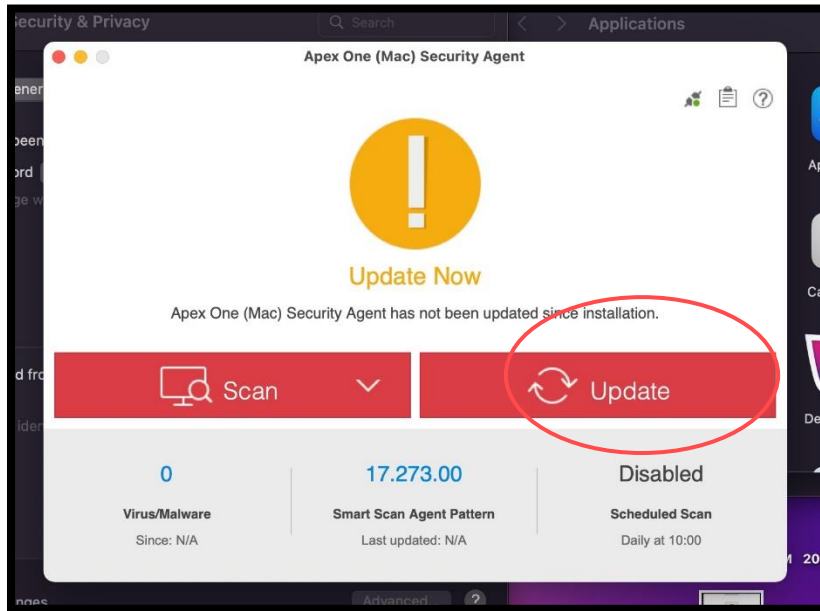 Security & Privacy
Search
Applications
Apex One (Mac) Security Agent
?
Update Now
Apex One (Mac) Security Agent has not been updated since installation.
Scan
Update
0
17.273.00
Disabled
Virus/Malware
Smart Scan Agent Pattern
Scheduled Scan
Since: N/A
Last updated: N/A
Daily at 10:00
Advanced...
?